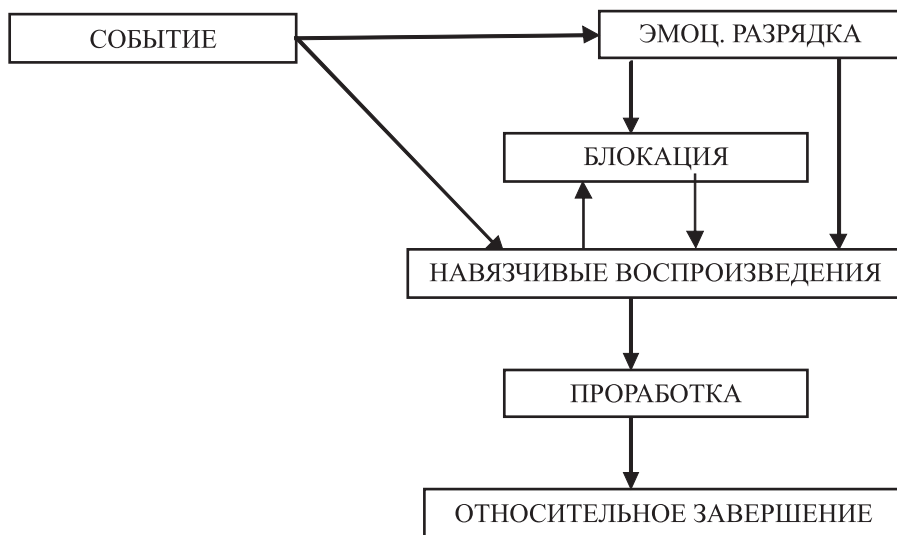 СОБЫТИЕ
ЭМОЦ. РАЗРЯДКА
БЛОКАЦИЯ
НАВЯЗЧИВЫЕ ВОСПРОИЗВЕДЕНИЯ
ПРОРАБОТКА
ОТНОСИТЕЛЬНОЕ ЗАВЕРШЕНИЕ